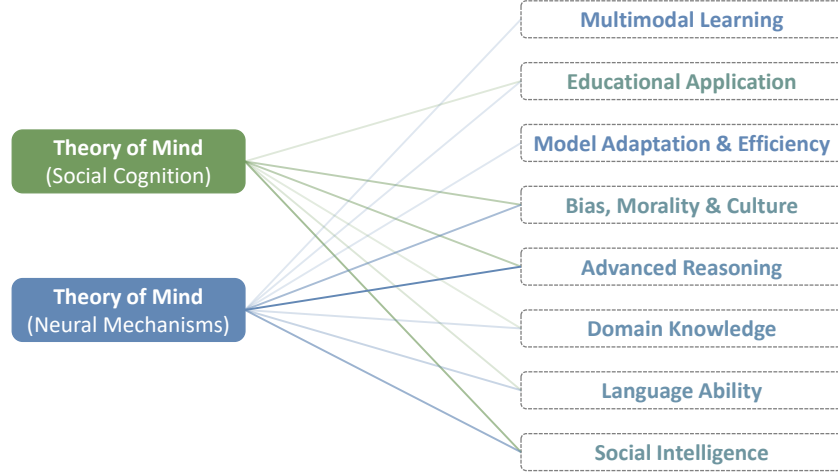 Theory of Mind
(Social Cognition)
Theory of Mind
(Neural Mechanisms)
Multimodal Learning
Educational Application
Model Adaptation & Efficiency
Bias, Morality & Culture
Advanced Reasoning
Domain Knowledge
Language Ability
Social Intelligence